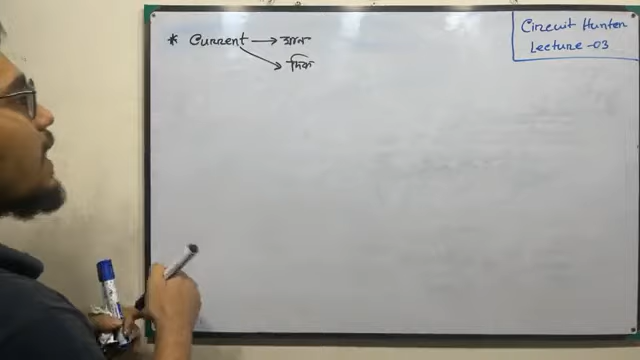 * Current → মান
→ দিক
Circuit Hunter
Lecture -03